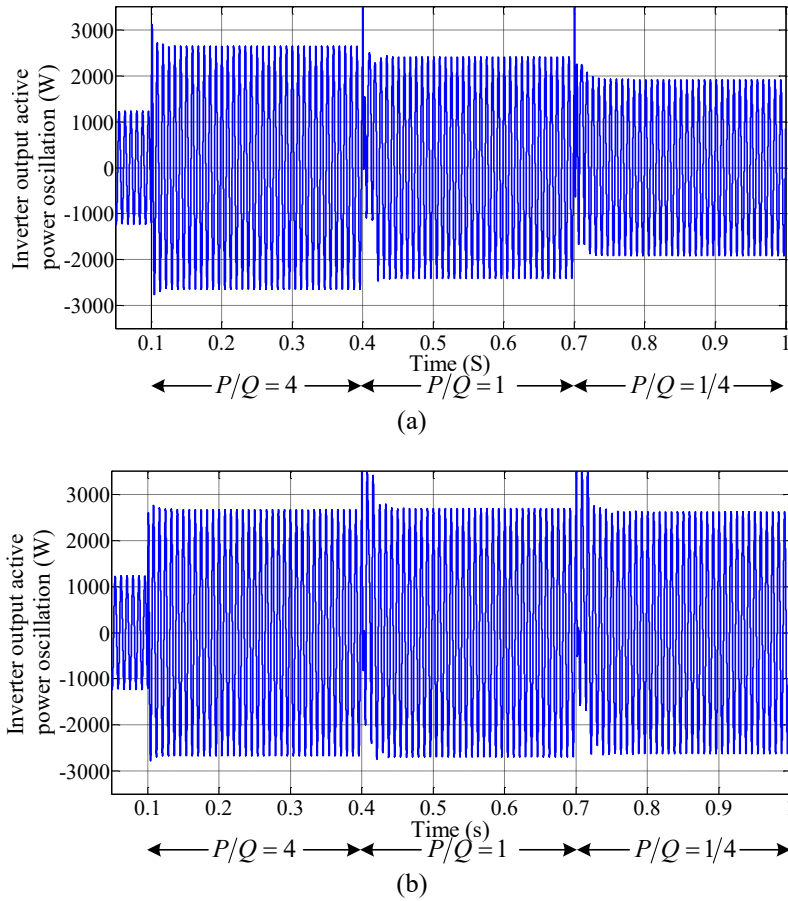 3000
2000
1000
0
-1000
-2000
-3000
Inverter output active
power oscillation (W)
0.1 0.2 0.3 0.4 0.5 0.6 0.7 0.8 0.9 1
Time (S)
P/Q = 4 P/Q = 1 P/Q = 1/4
(a)
3000
2000
1000
0
-1000
-2000
-3000
Inverter output active
power oscillation (W)
0.1 0.2 0.3 0.4 0.5 0.6 0.7 0.8 0.9
Time (s)
P/Q = 4 P/Q = 1 P/Q = 1/4
(b)